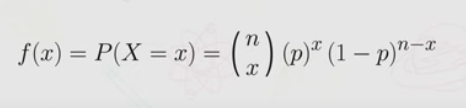 f(x) = P(X = x) = \binom{n}{x} (p)^x (1 − p)^{n−x}